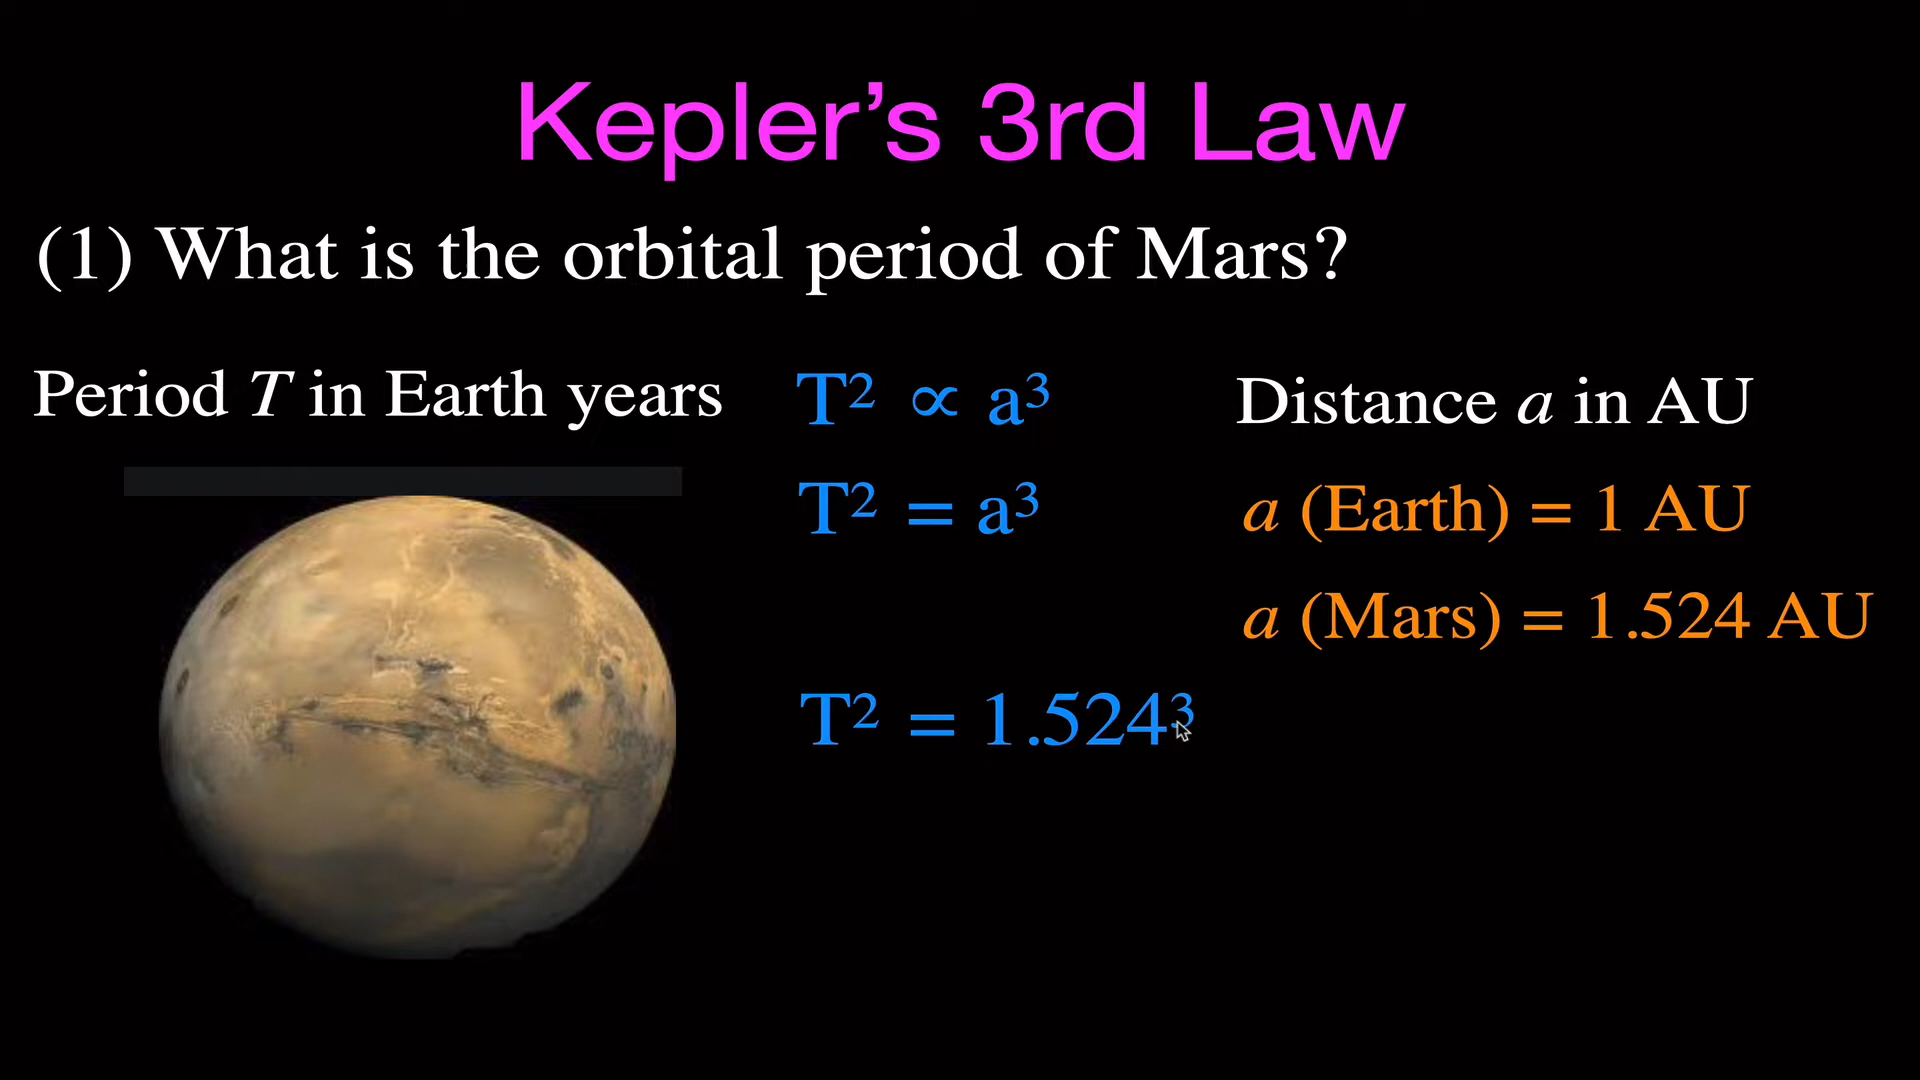 Kepler’s 3rd Law
(1) What is the orbital period of Mars?
Period T in Earth years
T² ∝ a³
Distance a in AU
T² = a³
a (Earth) = 1 AU
a (Mars) = 1.524 AU
T² = 1.524³